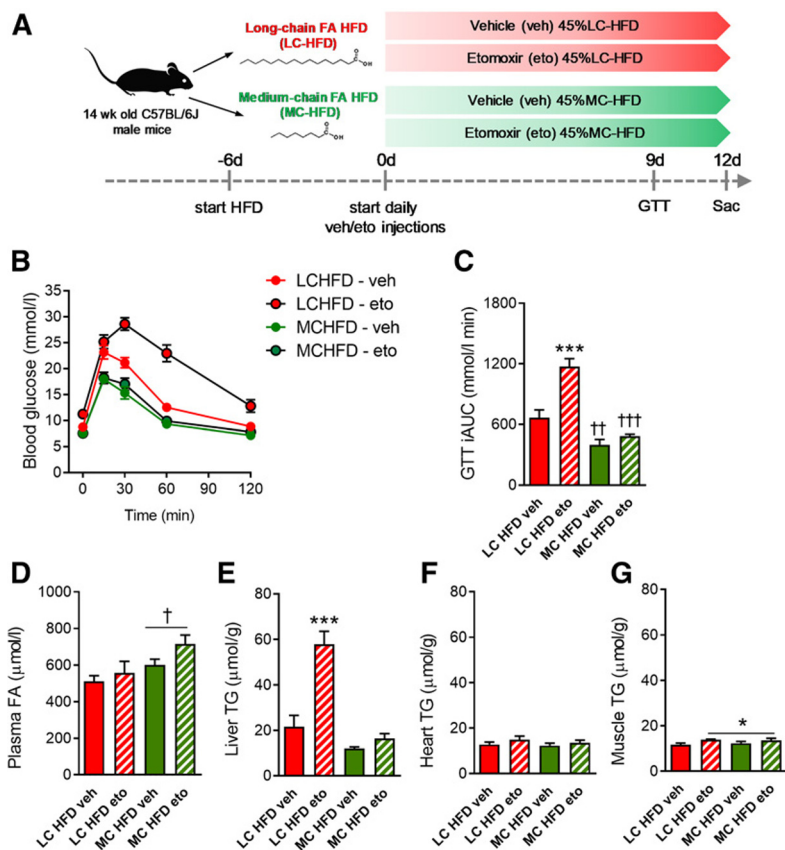 A
Long-chain FA HFD
(LC-HFD)
O
OH
Medium-chain FA HFD
(MC-HFD)
O
OH
14 wk old C57BL/6J
male mice
Vehicle (veh) 45%LC-HFD
Etomoxir (eto) 45%LC-HFD
Vehicle (veh) 45%MC-HFD
Etomoxir (eto) 45%MC-HFD
-6d
0d
9d
12d
start HFD
start daily
veh/eto injections
GTT
Sac
B
Blood glucose (mmol/l)
35
30
25
20
15
10
5
0
0 30 60 90 120
Time (min)
LCHFD - veh
LCHFD - eto
MCHFD - veh
MCHFD - eto
C
GTT iAUC (mmol/l min)
1800
1200
600
0
***
††
†††
LC HFD veh
LC HFD eto
MC HFD veh
MC HFD eto
D
Plasma FA (μmol/l)
1000
800
600
400
200
0
†
LC HFD veh
LC HFD eto
MC HFD veh
MC HFD eto
E
Liver TG (μmol/g)
80
60
40
20
0
***
LC HFD veh
LC HFD eto
MC HFD veh
MC HFD eto
F
Heart TG (μmol/g)
80
60
40
20
0
LC HFD veh
LC HFD eto
MC HFD veh
MC HFD eto
G
Muscle TG (μmol/g)
80
60
40
20
0
*
LC HFD veh
LC HFD eto
MC HFD veh
MC HFD eto